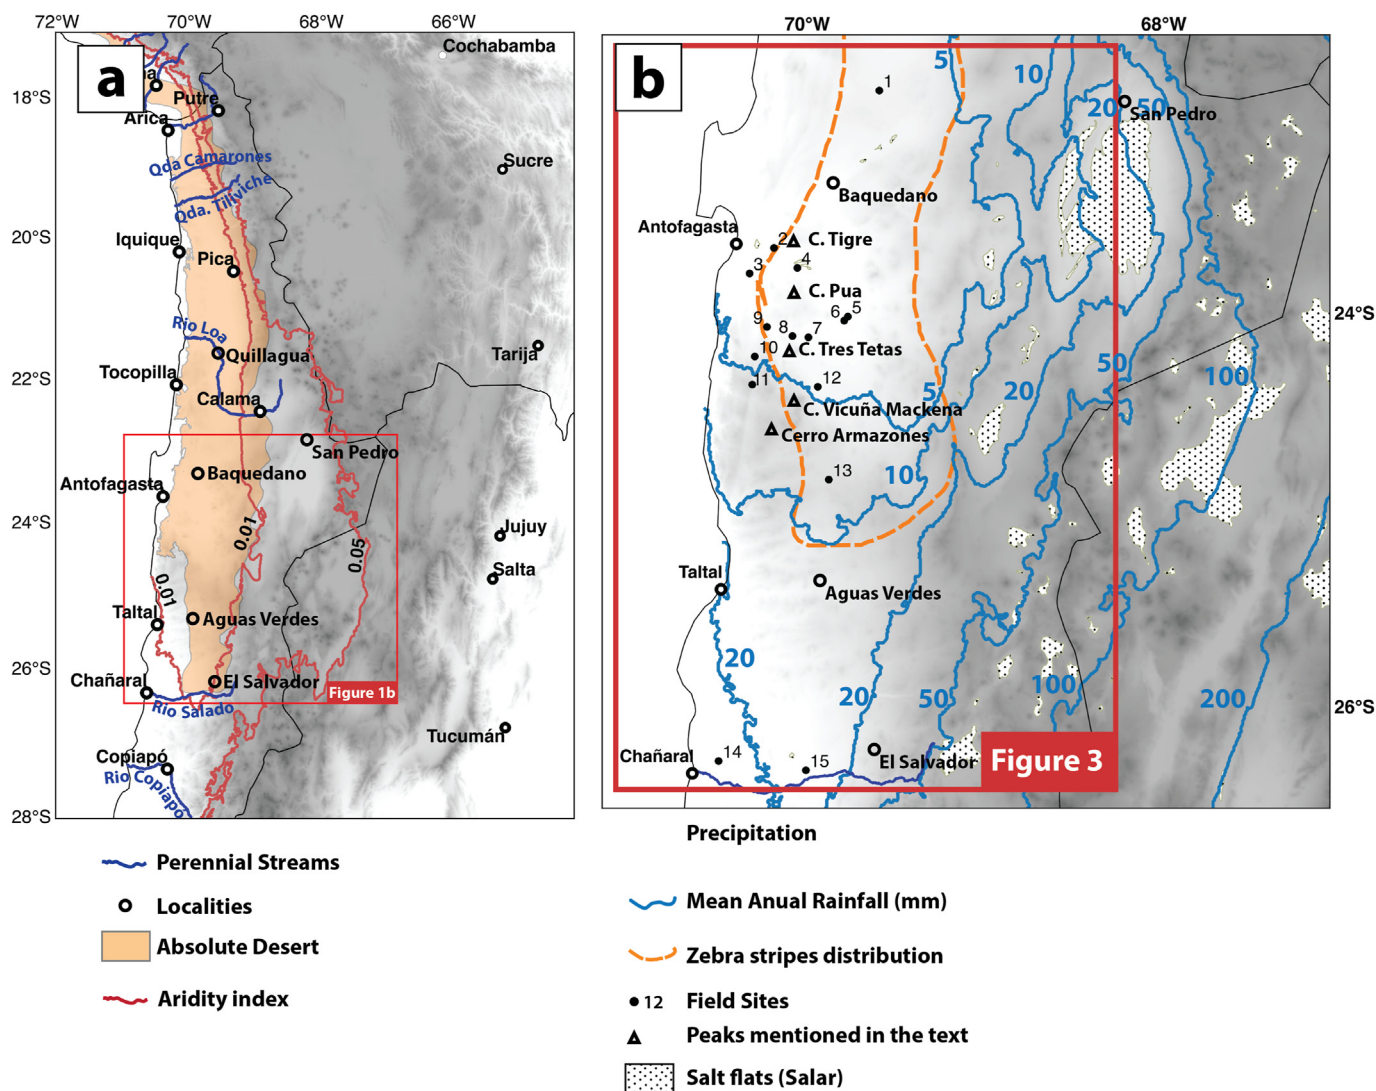 72°W 70°W 68°W 66°W
a
18°S
20°S
22°S
24°S
26°S
28°S
Cochabamba
Putre
Arica
Qda Camarones
Sucre
Qda. Tiliviche
Iquique
Pica
Rio Loa
Quillagua
Tarija
Tocopilla
Calama
San Pedro
Baquedano
Antofagasta
0.01
Jujuy
0.05
Salta
0.01
Taltal
Aguas Verdes
Chañaral
El Salvador
Figure 1b
Rio Salado
Tucumán
Copiapó
Rio Copiapó
Perennial Streams
Localities
Absolute Desert
Aridity index
70°W 68°W
b
24°S
26°S
5
10
20
50
1
San Pedro
Baquedano
Antofagasta
2
C. Tigre
3
4
C. Pua
5
6
9
8
7
10
C. Tres Tetas
11
12
5
20
50
100
C. Vicuña Mackena
Cerro Armazones
13
10
Taltal
Aguas Verdes
20
20
50
100
200
14
15
Chañaral
El Salvador
Figure 3
Precipitation
Mean Anual Rainfall (mm)
Zebra stripes distribution
12 Field Sites
Peaks mentioned in the text
Salt flats (Salar)